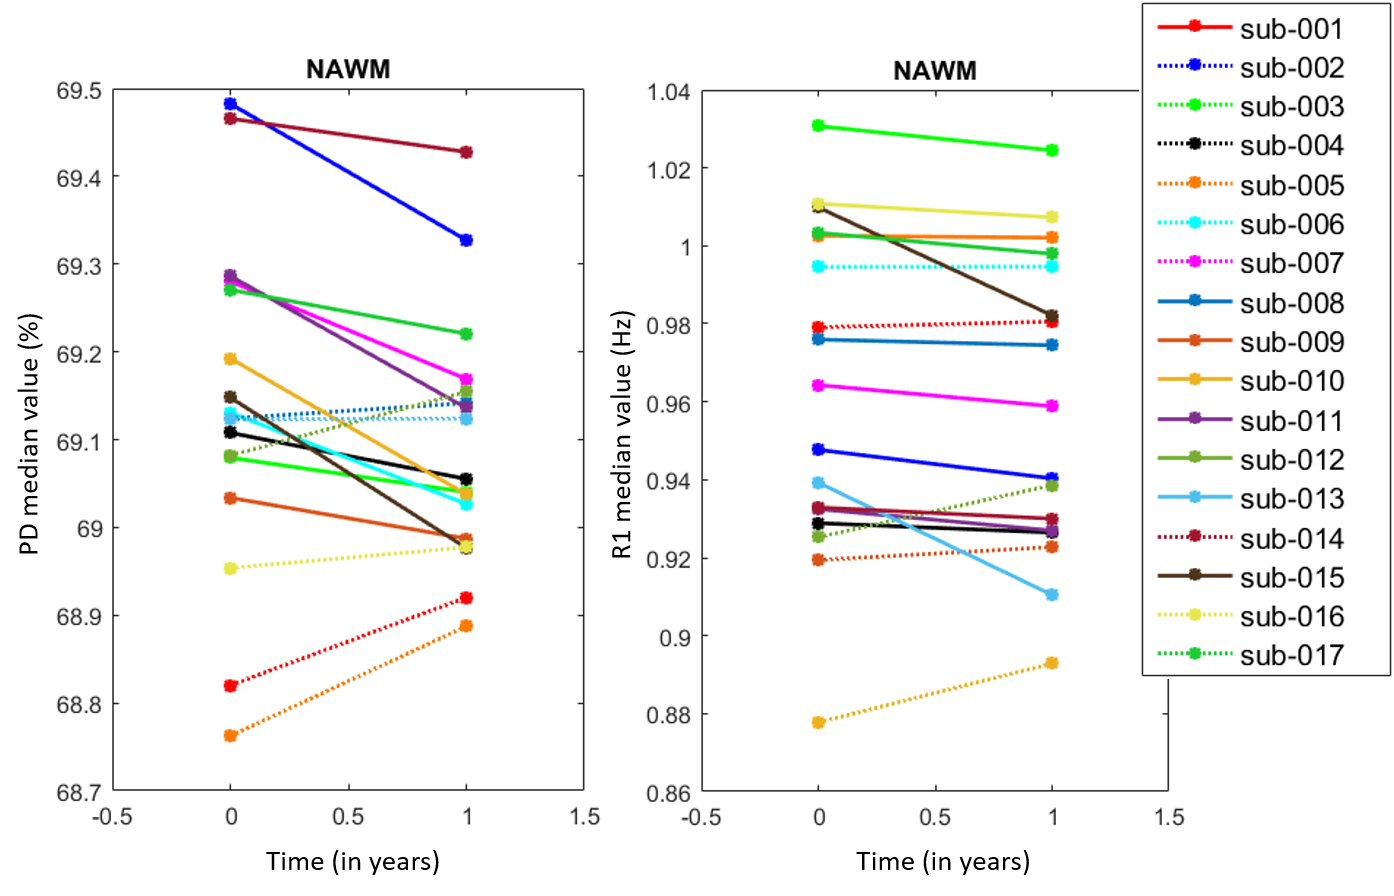 NAWM
69.5
69.4
69.3
69.2
69.1
69
68.9
68.8
68.7
-0.5
0
0.5
1
1.5
PD median value (%)
Time (in years)
NAWM
1.04
1.02
1
0.98
0.96
0.94
0.92
0.9
0.88
0.86
-0.5
0
0.5
1
1.5
R1 median value (Hz)
Time (in years)
sub-001
sub-002
sub-003
sub-004
sub-005
sub-006
sub-007
sub-008
sub-009
sub-010
sub-011
sub-012
sub-013
sub-014
sub-015
sub-016
sub-017